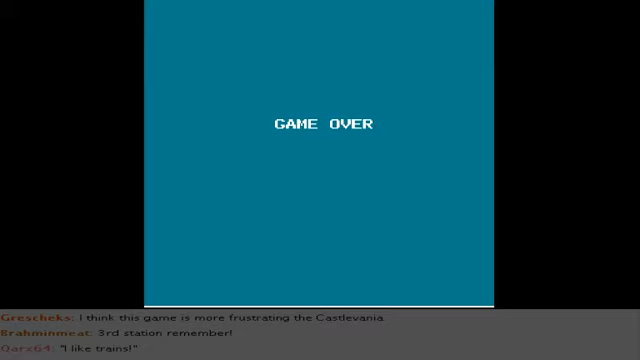 GAME OVER
Grescheks: I think this game is more frustrating the Castlevania
Brahminmeat: 3rd station remember!
Qarx64: "I like trains!"